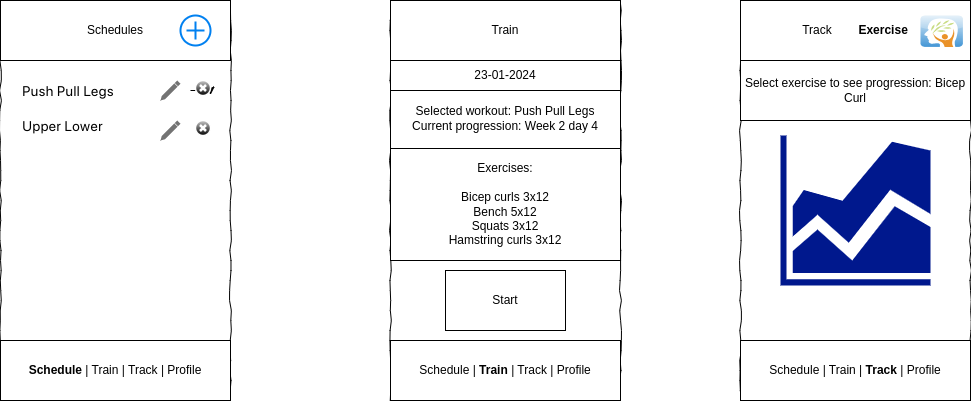 Schedules
Push Pull Legs
Upper Lower
Schedule | Train | Track | Profile
Train
23-01-2024
Selected workout: Push Pull Legs
Current progression: Week 2 day 4
Exercises:
Bicep curls 3x12
Bench 5x12
Squats 3x12
Hamstring curls 3x12
Start
Schedule | Train | Track | Profile
Track Exercise
Select exercise to see progression: Bicep
Curl
Schedule | Train | Track | Profile